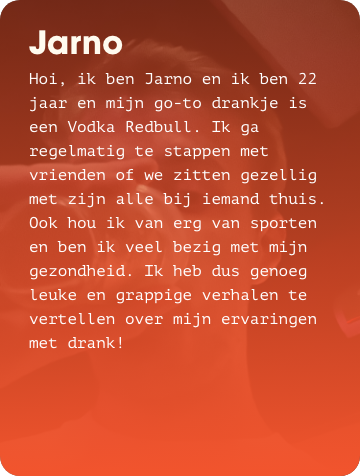 Jarno
Hoi, ik ben Jarno en ik ben 22
jaar en mijn go-to drankje is
een Vodka Redbull. Ik ga
regelmatig te stappen met
vrienden of we zitten gezellig
met zijn alle bij iemand thuis.
Ook hou ik van erg van sporten
en ben ik veel bezig met mijn
gezondheid. Ik heb dus genoeg
leuke en grappige verhalen te
vertellen over mijn ervaringen
met drank!